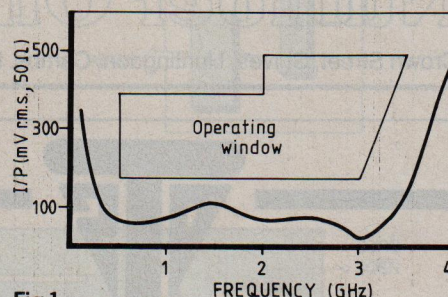 500
300
100
I/P (mV r.m.s., 50Ω)
Operating
window
1
2
3
4
FREQUENCY (GHz)
Fig 1